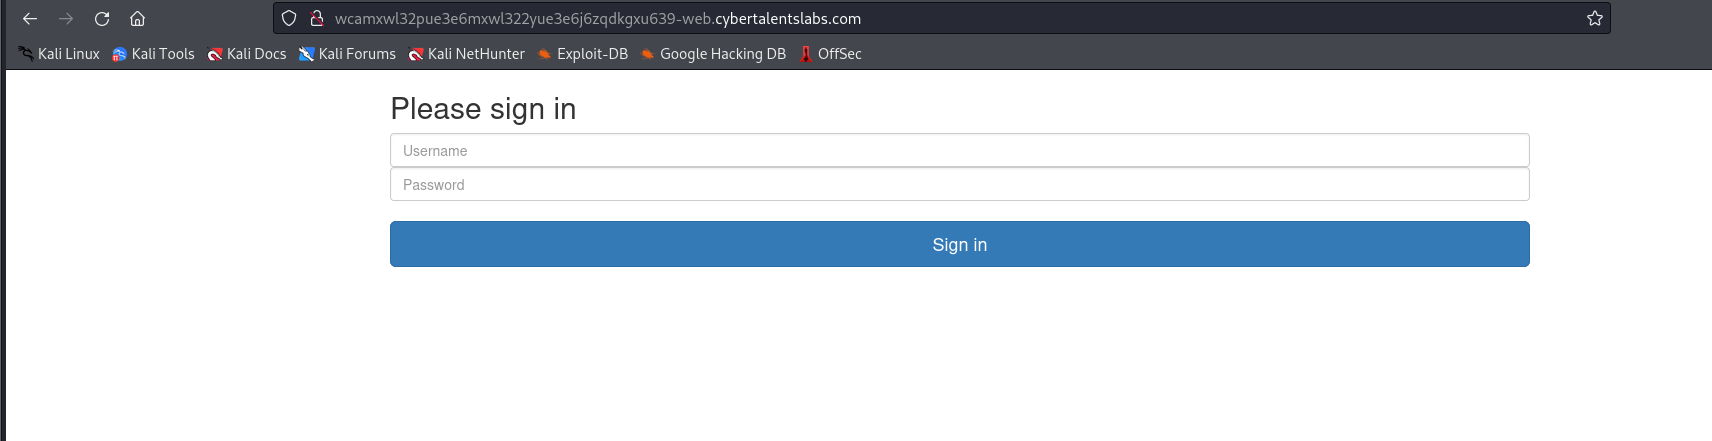 wcamxwl32pue3e6mxwl322yue3e6j6zqdkgxu639-web.cybertalentslabs.com
Kali Linux Kali Tools Kali Docs Kali Forums Kali NetHunter Exploit-DB Google Hacking DB OffSec
Please sign in
Username
Password
Sign in